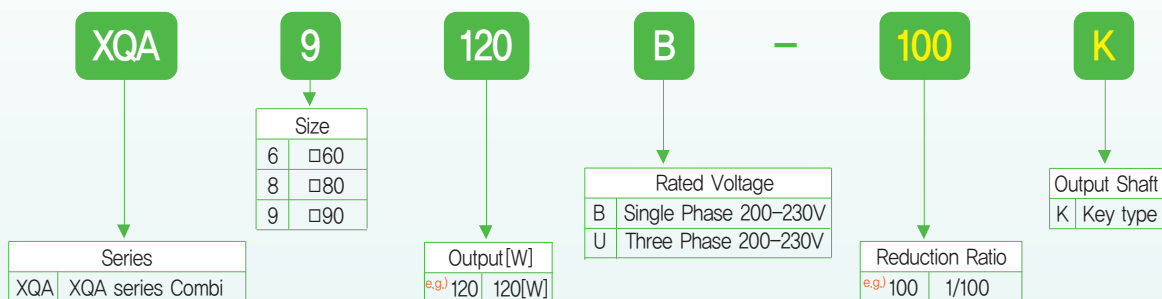 XQA 9 120 B - 100 K
Size
6 □60
8 □80
9 □90
Rated Voltage
B Single Phase 200-230V
U Three Phase 200-230V
Output Shaft
K Key type
Series
XQA XQA series Combi
Output[W]
e.g.) 120 120[W]
Reduction Ratio
e.g.) 100 1/100